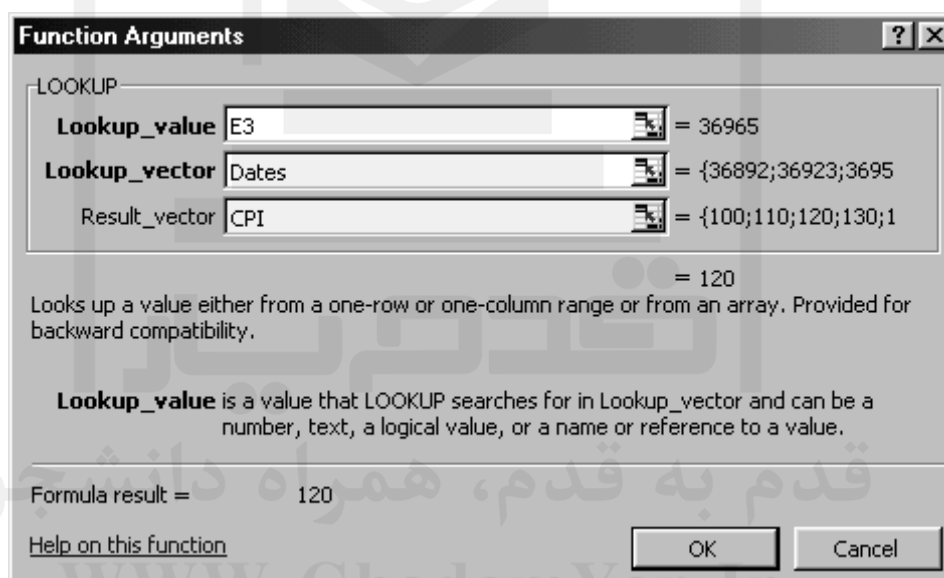 Function Arguments
LOOKUP
Lookup_value E3 = 36965
Lookup_vector Dates = {36892;36923;3695
Result_vector CPI = {100;110;120;130;1
= 120
Looks up a value either from a one-row or one-column range or from an array. Provided for
backward compatibility.
Lookup_value is a value that LOOKUP searches for in Lookup_vector and can be a
number, text, a logical value, or a name or reference to a value.
قدم یار
قدم به قدم، همراه دانشجو
Formula result = 120
Help on this function OK Cancel